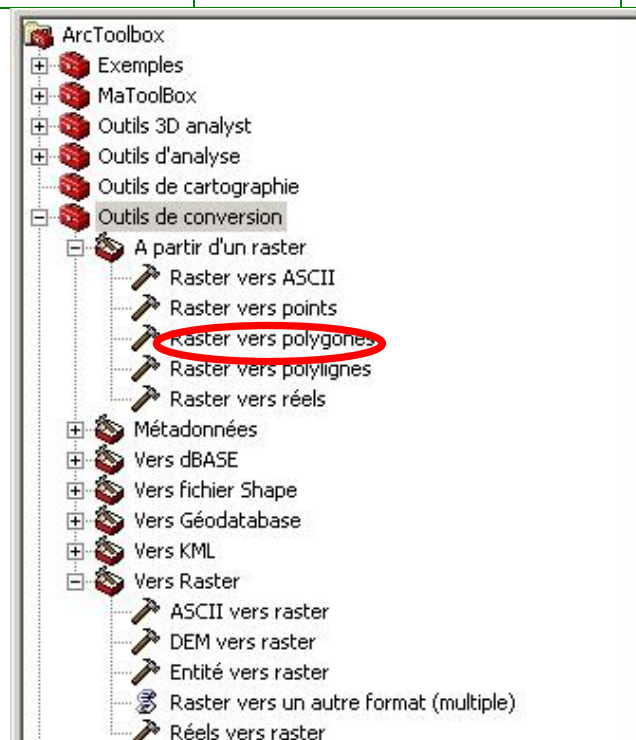 ArcToolbox
Exemples
MaToolBox
Outils 3D analyst
Outils d'analyse
Outils de cartographie
Outils de conversion
A partir d'un raster
Raster vers ASCII
Raster vers points
Raster vers polygones
Raster vers polylignes
Raster vers réels
Métadonnées
Vers dBASE
Vers fichier Shape
Vers Géodatabase
Vers KML
Vers Raster
ASCII vers raster
DEM vers raster
Entité vers raster
Raster vers un autre format (multiple)
Réels vers raster